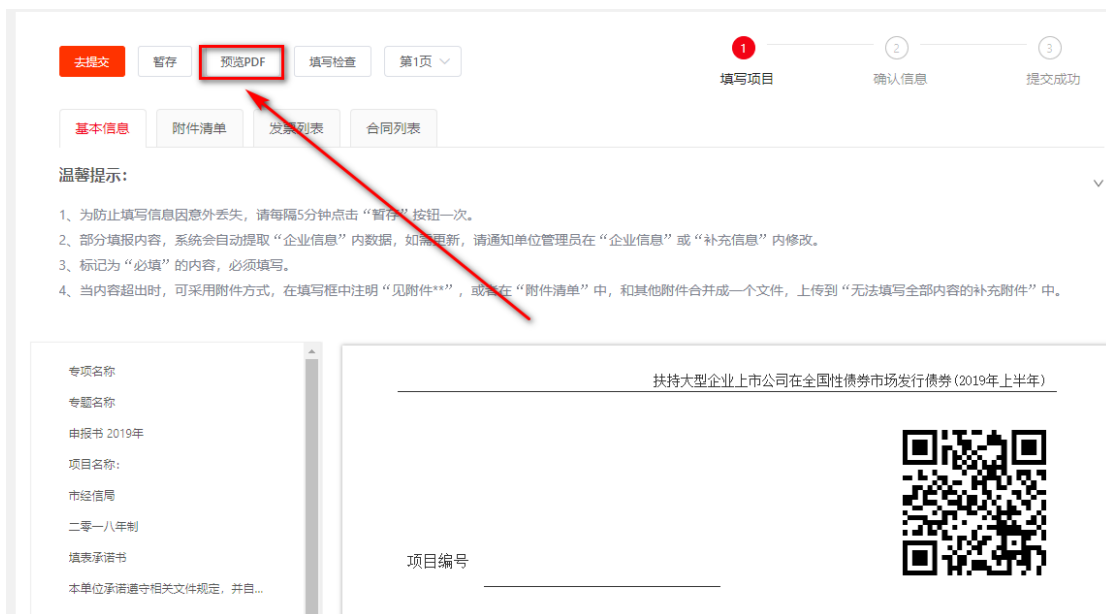 去提交 暂存 预览PDF 填写检查 第1页
1 2 3
填写项目 确认信息 提交成功
基本信息 附件清单 发票列表 合同列表
温馨提示：
1、为防止填写信息因意外丢失，请每隔5分钟点击“暂存”按钮一次。
2、部分填报内容，系统会自动提取“企业信息”内数据，如需更新，请通知单位管理员在“企业信息”或“补充信息”内修改。
3、标记为“必填”的内容，必须填写。
4、当内容超出时，可采用附件方式，在填写框中注明“见附件**”，或者在“附件清单”中，和其他附件合并成一个文件，上传到“无法填写全部内容的补充附件”中。
专项名称
专题名称
申报书 2019年
项目名称：
市经信局
二零一八年制
填表承诺书
本单位承诺遵守相关文件规定，并自...
扶持大型企业上市公司在全国性债券市场发行债券(2019年上半年)
项目编号